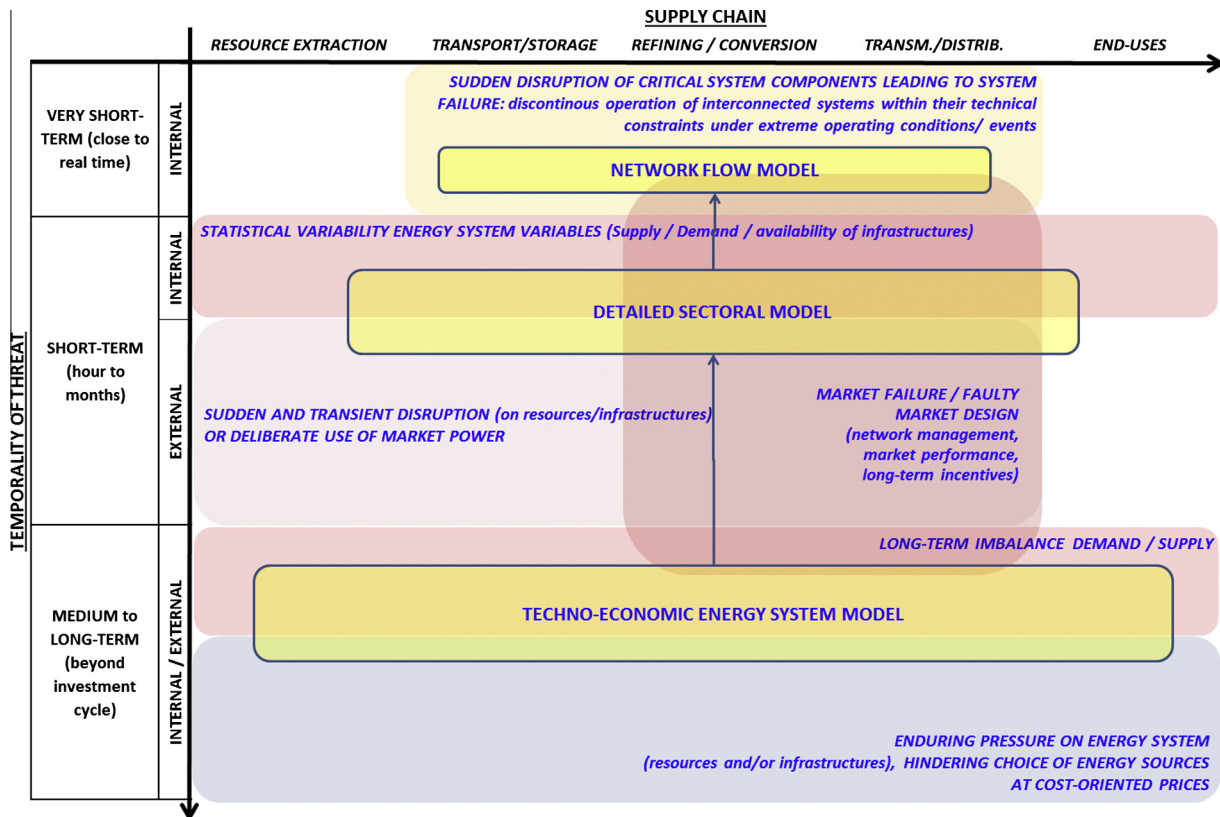 SUPPLY CHAIN
RESOURCE EXTRACTION
TRANSPORT/STORAGE
REFINING / CONVERSION
TRANSM./DISTRIB.
END-USES
TEMPORALITY OF THREAT
VERY SHORT-
TERM (close to
real time)
INTERNAL
SUDDEN DISRUPTION OF CRITICAL SYSTEM COMPONENTS LEADING TO SYSTEM
FAILURE: discontinous operation of interconnected systems within their technical
constraints under extreme operating conditions/ events
NETWORK FLOW MODEL
SHORT-TERM
(hour to
months)
INTERNAL
STATISTICAL VARIABILITY ENERGY SYSTEM VARIABLES (Supply / Demand / availability of infrastructures)
DETAILED SECTORAL MODEL
EXTERNAL
SUDDEN AND TRANSIENT DISRUPTION (on resources/infrastructures)
OR DELIBERATE USE OF MARKET POWER
MARKET FAILURE / FAULTY
MARKET DESIGN
(network management,
market performance,
long-term incentives)
MEDIUM to
LONG-TERM
(beyond
investment
cycle)
INTERNAL / EXTERNAL
LONG-TERM IMBALANCE DEMAND / SUPPLY
TECHNO-ECONOMIC ENERGY SYSTEM MODEL
ENDURING PRESSURE ON ENERGY SYSTEM
(resources and/or infrastructures), HINDERING CHOICE OF ENERGY SOURCES
AT COST-ORIENTED PRICES